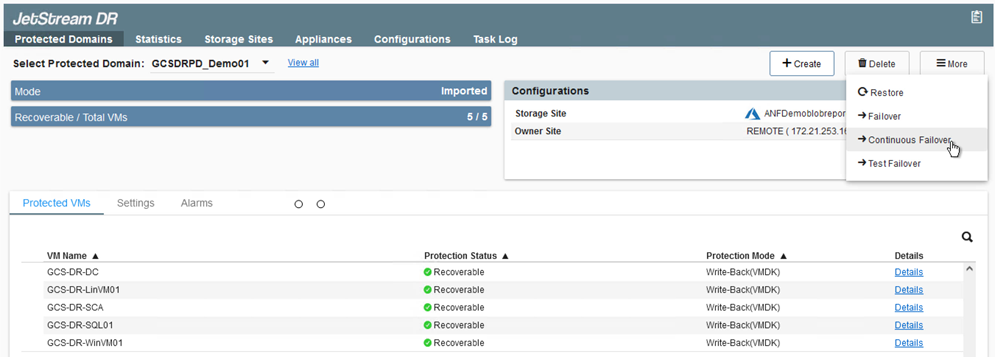 JetStream DR
Protected Domains Statistics Storage Sites Appliances Configurations Task Log
Select Protected Domain: GCSDRPD_Demo01 View all Create Delete More
Mode Imported
Recoverable / Total VMs 5 / 5
Configurations
Storage Site ANFDemoblobrepor
Owner Site REMOTE ( 172.21.253.16
Restore
Failover
Continuous Failover
Test Failover
Protected VMs Settings Alarms
VM Name ▲ Protection Status ▲ Protection Mode ▲ Details
GCS-DR-DC Recoverable Write-Back(VMDK) Details
GCS-DR-LinVM01 Recoverable Write-Back(VMDK) Details
GCS-DR-SCA Recoverable Write-Back(VMDK) Details
GCS-DR-SQL01 Recoverable Write-Back(VMDK) Details
GCS-DR-WinVM01 Recoverable Write-Back(VMDK) Details